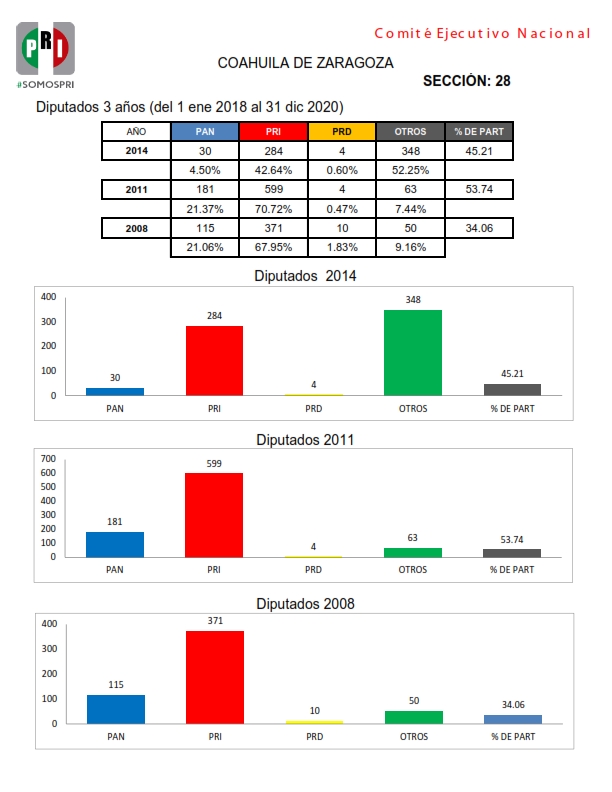 Comité Ejecutivo Nacional
PRI
#SOMOSPRI
COAHUILA DE ZARAGOZA
SECCIÓN: 28
Diputados 3 años (del 1 ene 2018 al 31 dic 2020)
AÑO PAN PRI PRD OTROS % DE PART
2014 30 284 4 348 45.21
4.50% 42.64% 0.60% 52.25%
2011 181 599 4 63 53.74
21.37% 70.72% 0.47% 7.44%
2008 115 371 10 50 34.06
21.06% 67.95% 1.83% 9.16%
Diputados 2014
400
300
200
100
0
30 284 4 348 45.21
PAN PRI PRD OTROS % DE PART
Diputados 2011
700
600
500
400
300
200
100
0
181 599 4 63 53.74
PAN PRI PRD OTROS % DE PART
Diputados 2008
400
300
200
100
0
115 371 10 50 34.06
PAN PRI PRD OTROS % DE PART